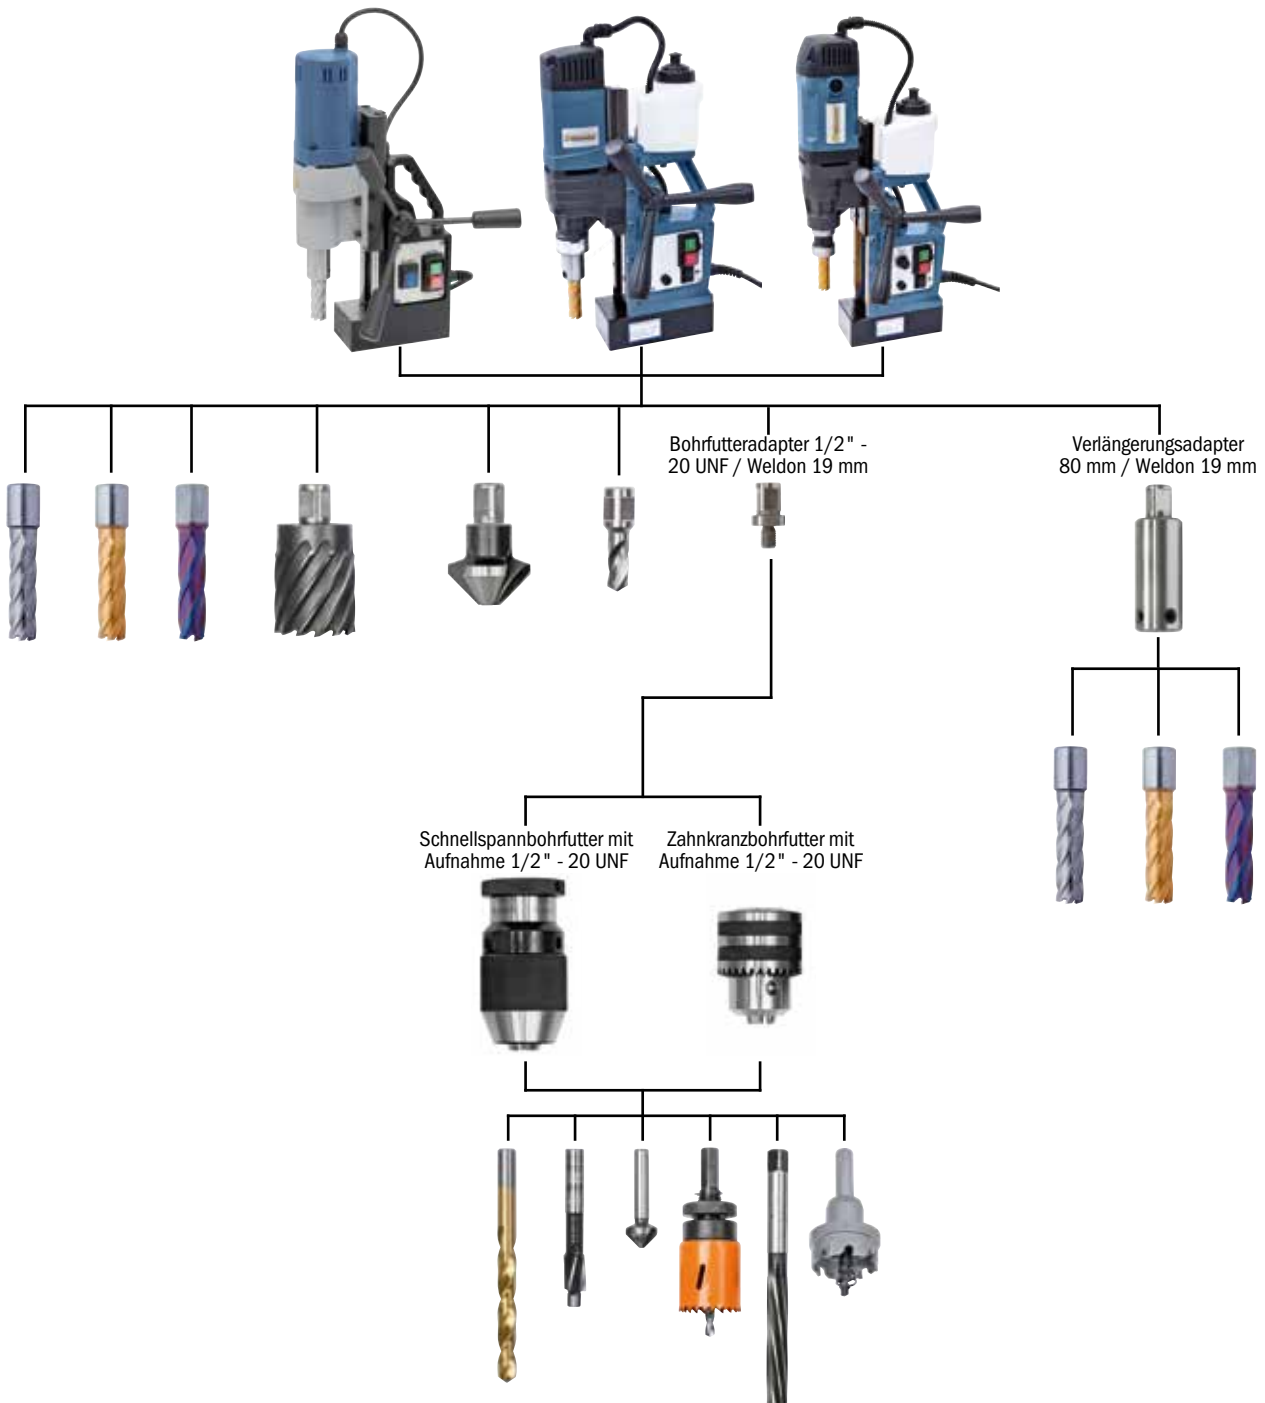 Bohrfutteradapter 1/2" -
20 UNF / Weldon 19 mm
Verlängerungsadapter
80 mm / Weldon 19 mm
Schnellspannbohrfutter mit
Aufnahme 1/2" - 20 UNF
Zahnkranzbohrfutter mit
Aufnahme 1/2" - 20 UNF